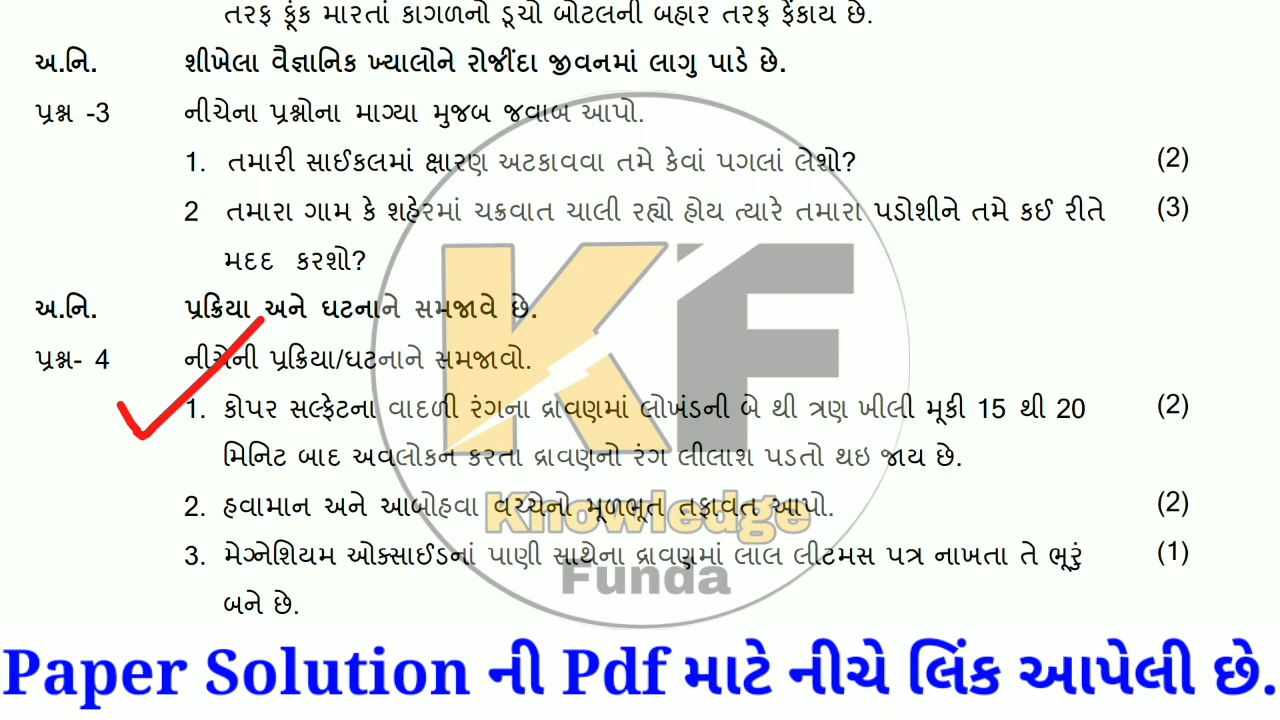 તરફ ફૂંક મારતાં કાગળનો ડૂચો બોટલની બહાર તરફ ફેંકાય છે.
અ.નિ. શીખેલા વૈજ્ઞાનિક ખ્યાલોને રોજીંદા જીવનમાં લાગુ પાડે છે.
પ્રશ્ન -3 નીચેના પ્રશ્નોના માગ્યા મુજબ જવાબ આપો.
1. તમારી સાઈકલમાં ક્ષારણ અટકાવવા તમે કેવાં પગલાં લેશો? (2)
2 તમારા ગામ કે શહેરમાં ચક્રવાત ચાલી રહ્યો હોય ત્યારે તમારા પડોશીને તમે કઈ રીતે (3)
મદદ કરશો?
અ.નિ. પ્રક્રિયા અને ઘટનાને સમજાવે છે.
પ્રશ્ન- 4 નીચેની પ્રક્રિયા/ઘટનાને સમજાવો.
1. કોપર સલ્ફેટના વાદળી રંગના દ્રાવણમાં લોખંડની બે થી ત્રણ ખીલી મૂકી 15 થી 20 (2)
મિનિટ બાદ અવલોકન કરતા દ્રાવણનો રંગ લીલાશ પડતો થઇ જાય છે.
2. હવામાન અને આબોહવા વચ્ચેનો મૂળભૂત તફાવત આપો. (2)
3. મેગ્નેશિયમ ઓક્સાઈડનાં પાણી સાથેના દ્રાવણમાં લાલ લીટમસ પત્ર નાખતા તે ભૂરું (1)
બને છે.
KF
Knowledge
Funda
Paper Solution ની Pdf માટે નીચે લિંક આપેલી છે.